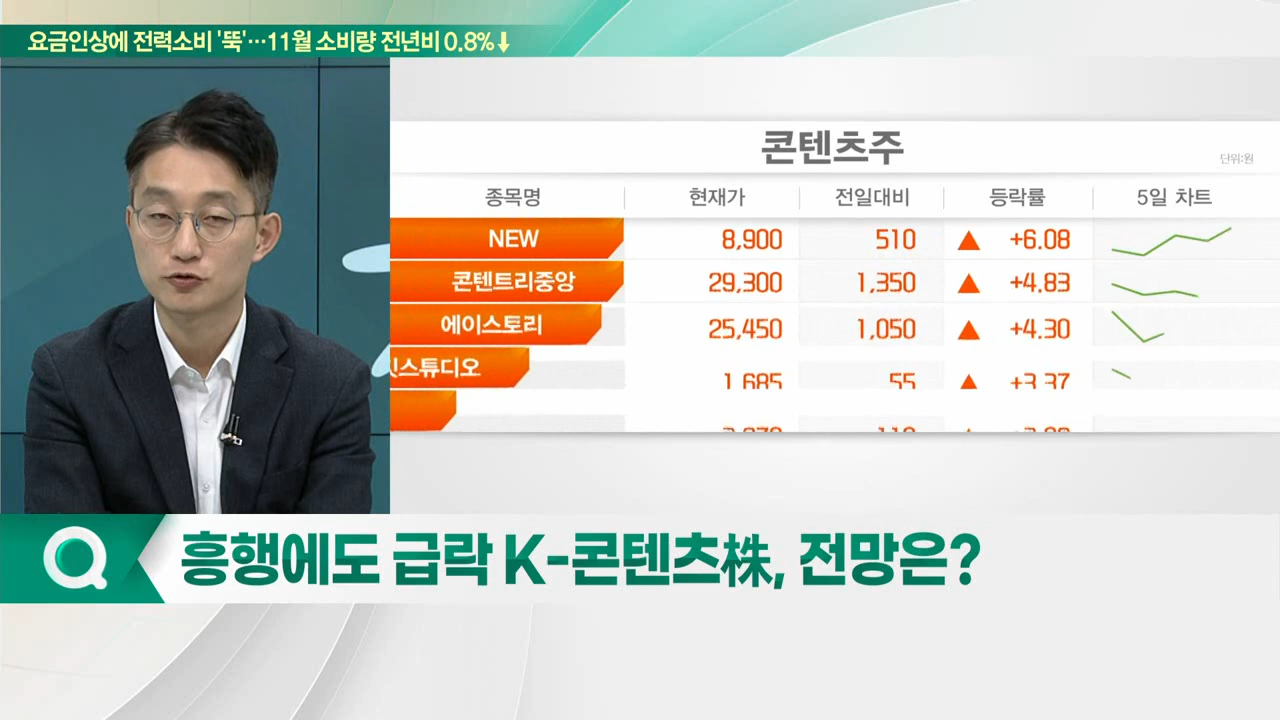 요금인상에 전력소비 '뚝'…11월 소비량 전년비 0.8%↓
콘텐츠주
단위:원
종목명 현재가 전일대비 등락률 5일 차트
NEW 8,900 510 ▲ +6.08
콘텐트리중앙 29,300 1,350 ▲ +4.83
에이스토리 25,450 1,050 ▲ +4.30
스튜디오 1,685 55 ▲ +3.37
흥행에도 급락 K-콘텐츠株, 전망은?